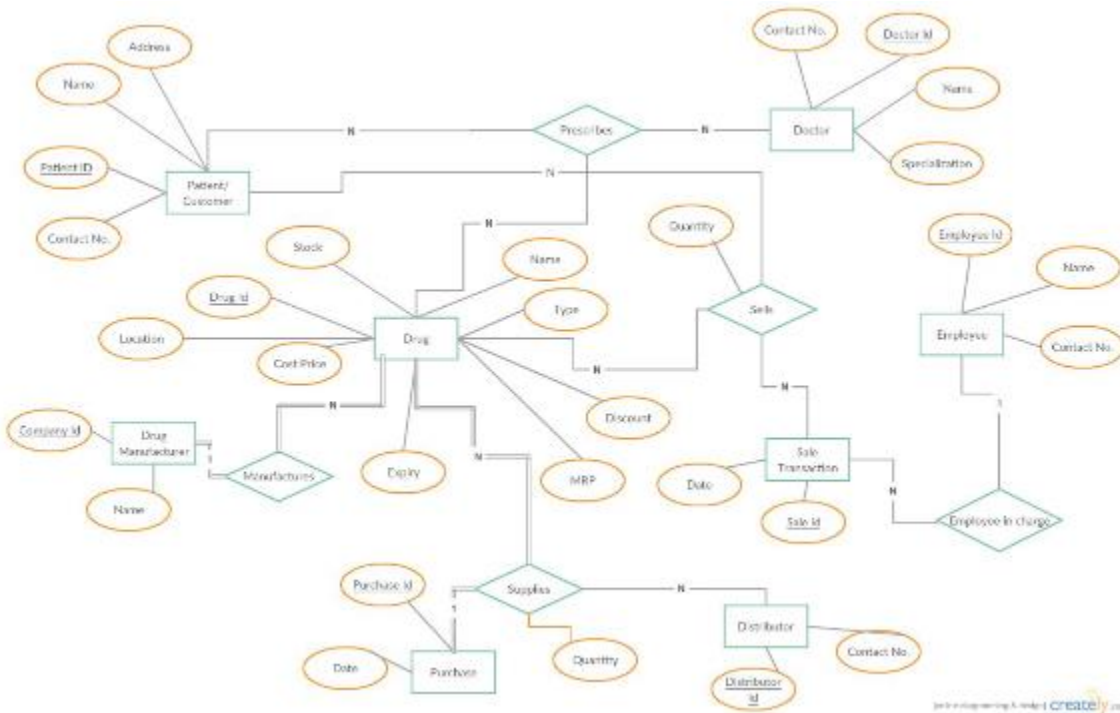 Address
Contact No.
Doctor Id
Name
Name
Prescribes
Doctor
N
N
Specialization
Patient ID
Patient/
Customer
N
Contact No.
Quantity
Employee Id
N
Stock
Name
Name
Drug Id
Type
Sells
Location
Drug
Employee
Contact No.
Cost Price
N
N
N
1
Discount
Company Id
Drug
Manufacturer
Sale
Transaction
1
Manufactures
Expiry
N
MRP
Date
N
Name
Sale Id
Employee in charge
Purchase Id
Supplies
N
1
Distributor
Date
Purchase
Quantity
Contact No.
Distributor
Id
creately